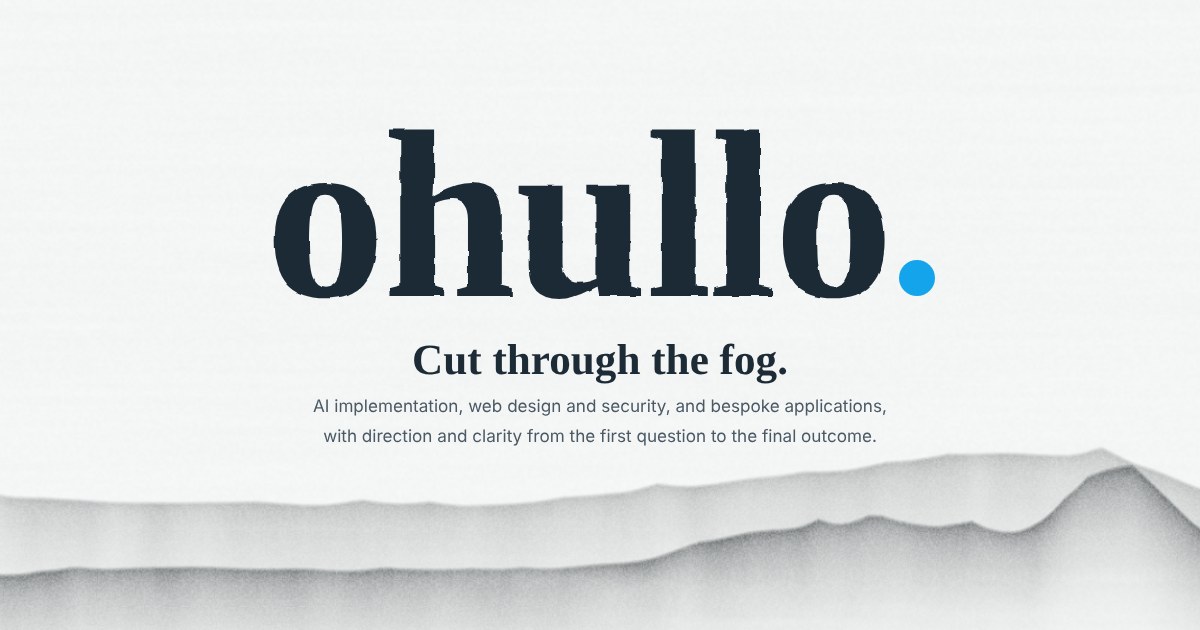 ohullo.
Cut through the fog.
AI implementation, web design and security, and bespoke applications,
with direction and clarity from the first question to the final outcome.